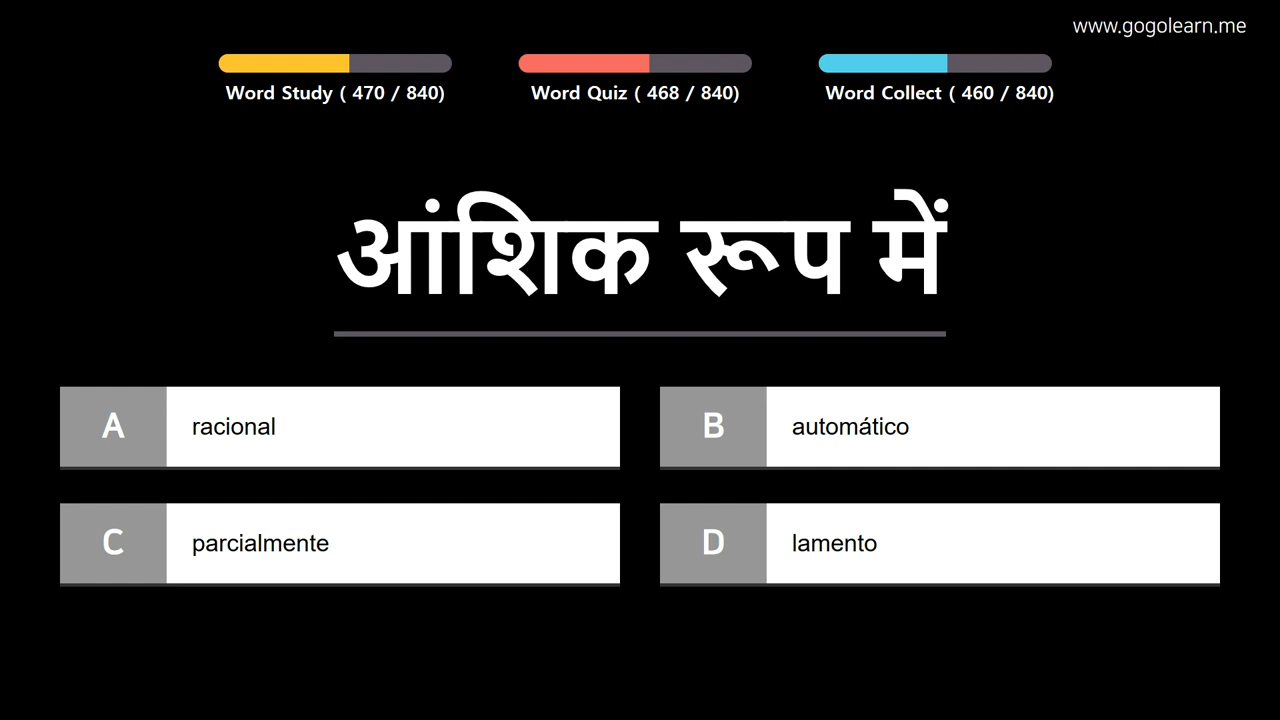 www.gogolearn.me
Word Study ( 470 / 840)
Word Quiz ( 468 / 840)
Word Collect ( 460 / 840)
आंशिक रूप में
A racional
B automático
C parcialmente
D lamento